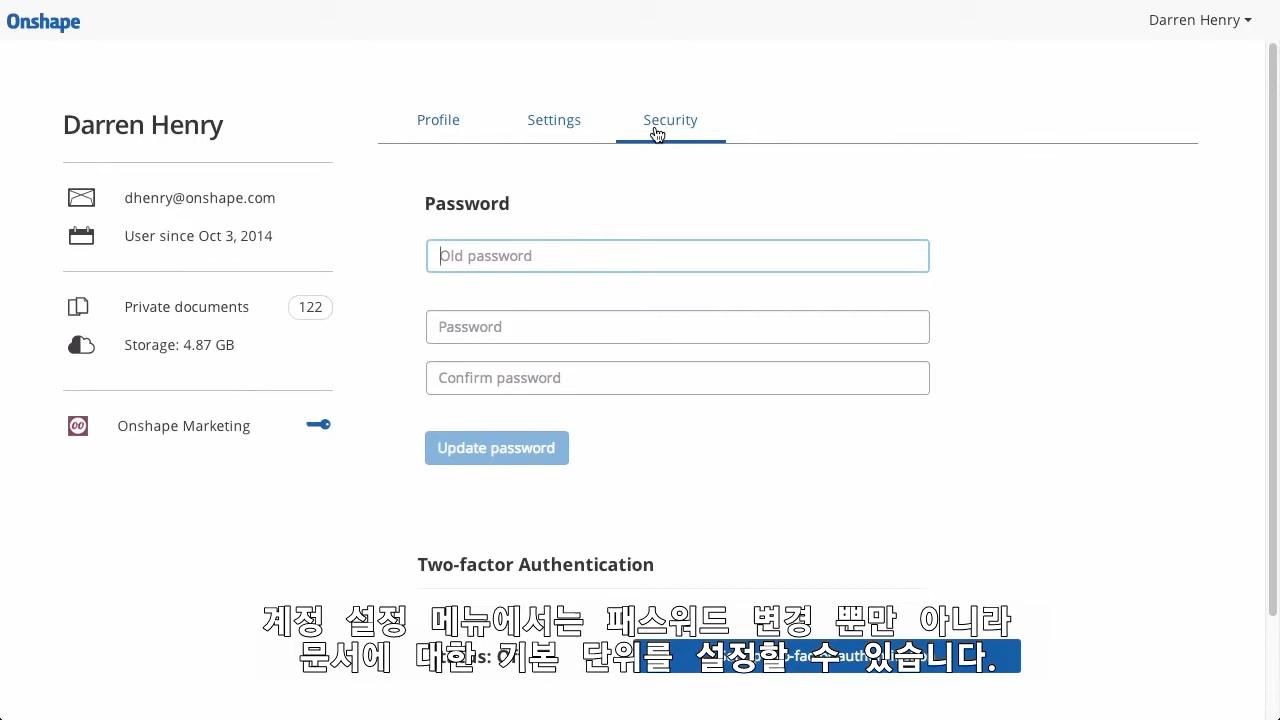 Onshape
Darren Henry
Darren Henry
Profile
Settings
Security
dhenry@onshape.com
User since Oct 3, 2014
Private documents 122
Storage: 4.87 GB
Onshape Marketing
Password
Old password
Password
Confirm password
Update password
Two-factor Authentication
계정 설정 메뉴에서는 패스워드 변경 뿐만 아니라
문서에 대한 기본 단위를 설정할 수 있습니다.